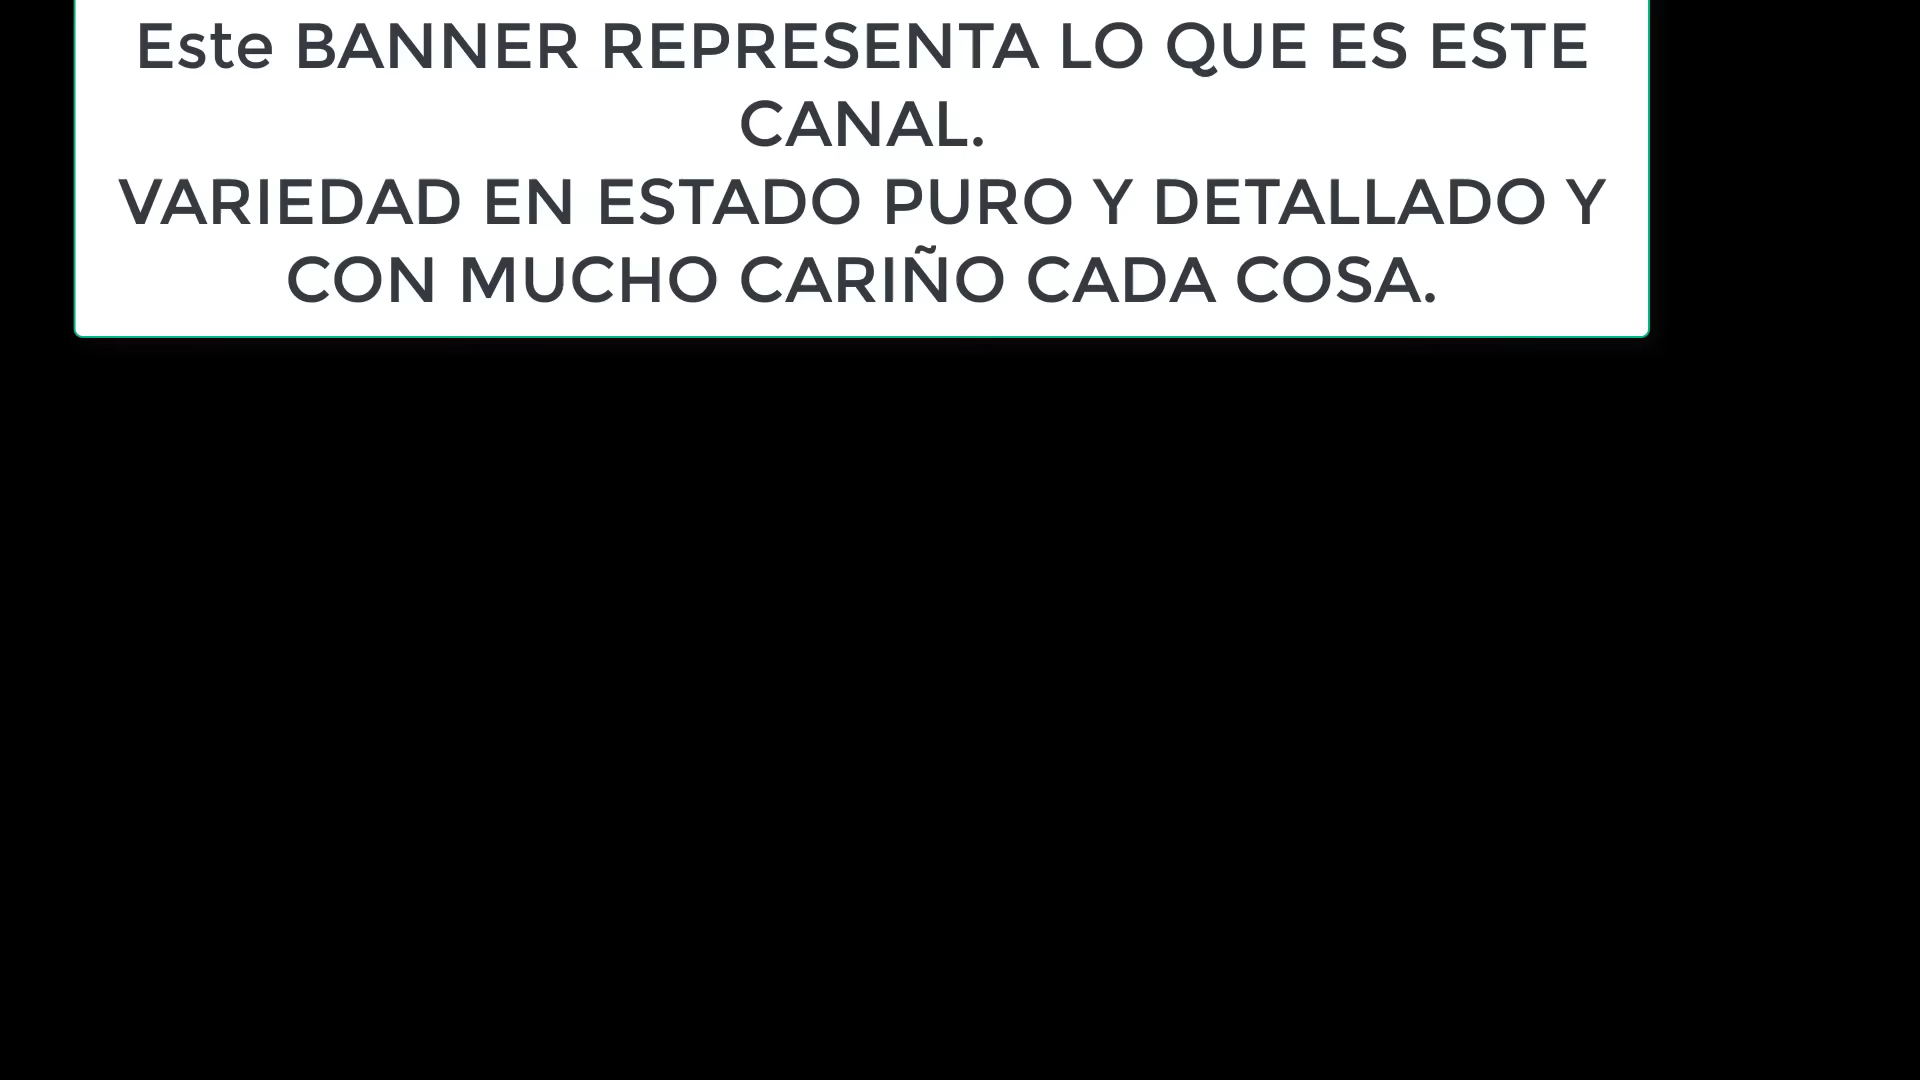 Este BANNER REPRESENTA LO QUE ES ESTE
CANAL.
VARIEDAD EN ESTADO PURO Y DETALLADO Y
CON MUCHO CARIÑO CADA COSA.